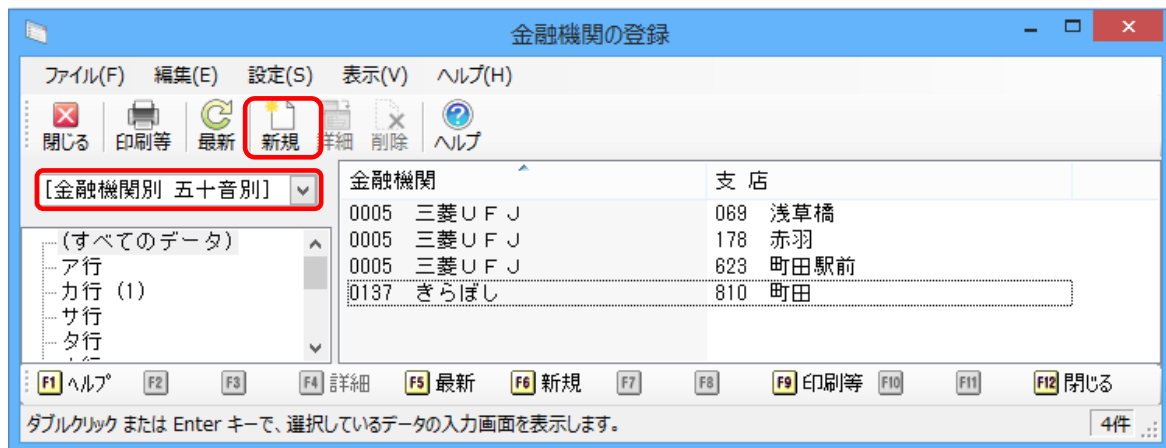 金融機関の登録
ファイル(F) 編集(E) 設定(S) 表示(V) ヘルプ(H)
閉じる 印刷等 最新 新規 詳細 削除 ヘルプ
[金融機関別 五十音別]
(すべてのデータ)
ア行
カ行 (1)
サ行
タ行
金融機関 支 店
0005 三菱ＵＦＪ 069 浅草橋
0005 三菱ＵＦＪ 178 赤羽
0005 三菱ＵＦＪ 623 町田駅前
0137 きらぼし 810 町田
F1 ヘルプ F2 F3 F4 詳細 F5 最新 F6 新規 F7 F8 F9 印刷等 F10 F11 F12 閉じる
ダブルクリック または Enter キーで、選択しているデータの入力画面を表示します。 4件